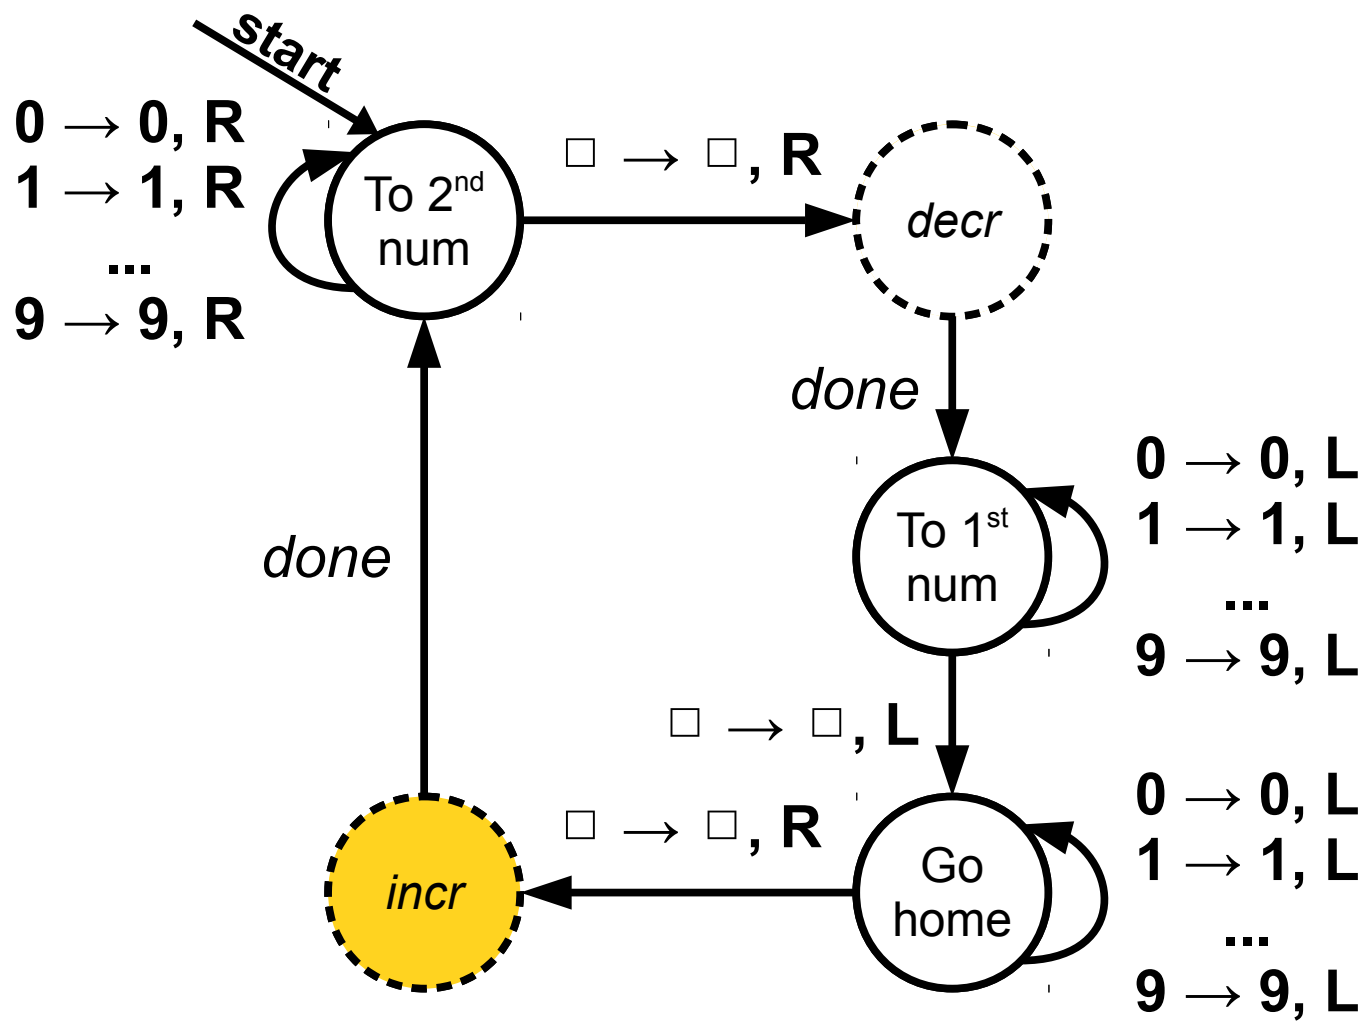 start
0 → 0, R
1 → 1, R
...
9 → 9, R
To 2nd
num
□ → □, R
decr
done
0 → 0, L
1 → 1, L
...
9 → 9, L
To 1st
num
done
□ → □, L
□ → □, R
incr
Go
home
0 → 0, L
1 → 1, L
...
9 → 9, L